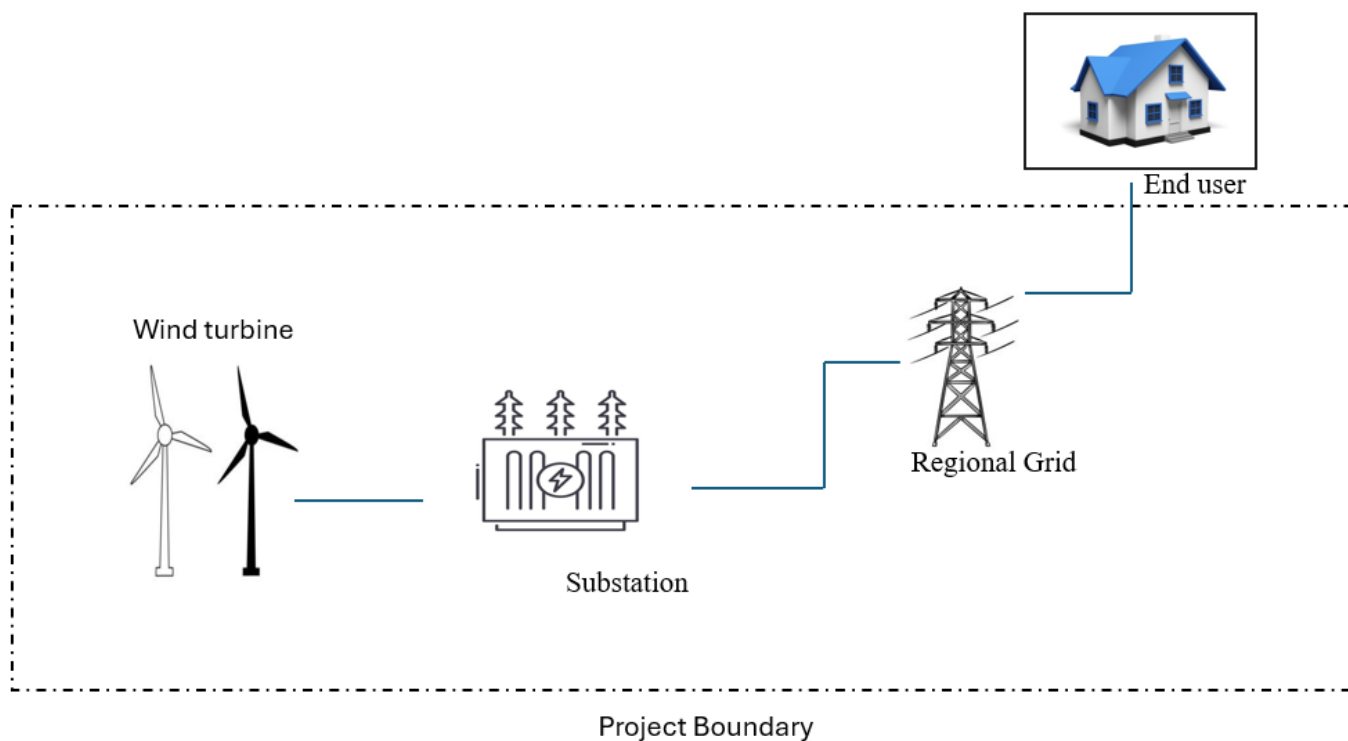 End user
Wind turbine
Regional Grid
Substation
Project Boundary